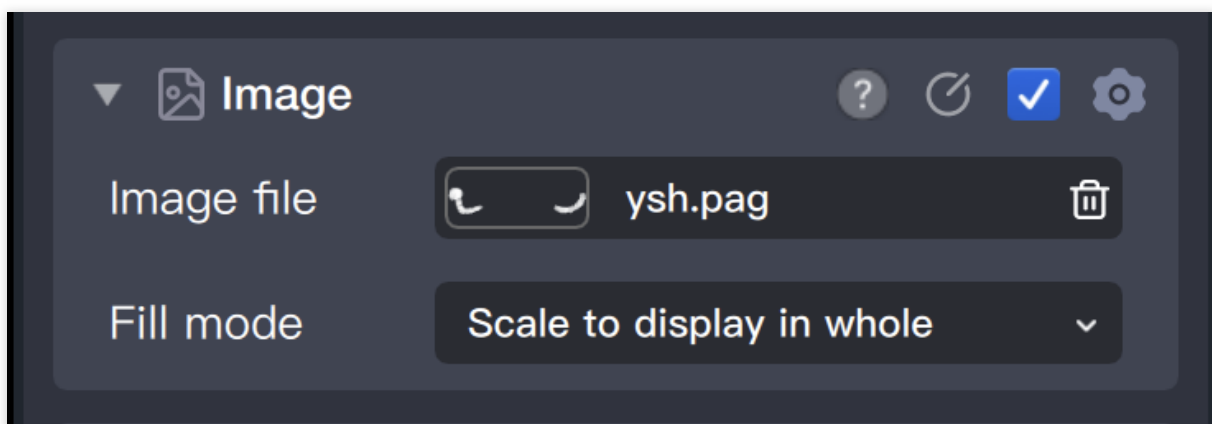 Image
?
Image file
ysh.pag
Fill mode
Scale to display in whole